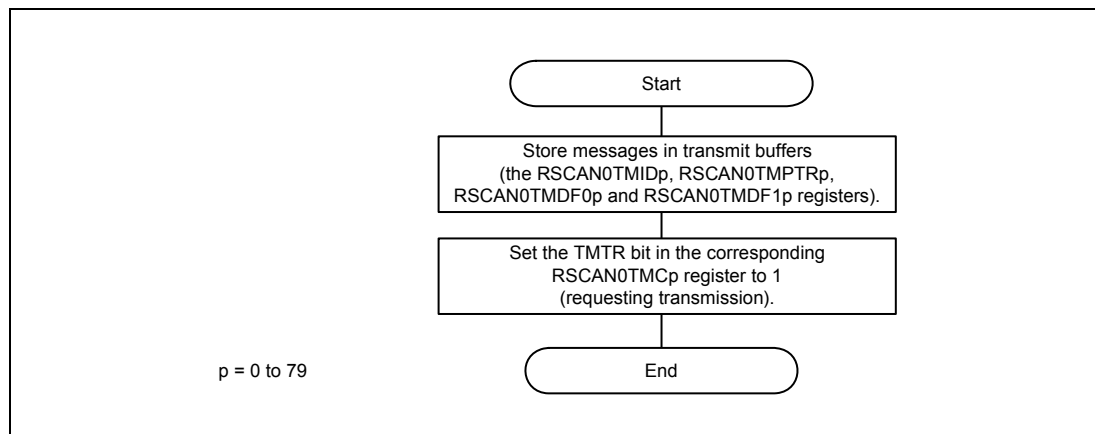 Start
Store messages in transmit buffers
(the RSCAN0TMIDp, RSCAN0TMPTRp,
RSCAN0TMDF0p and RSCAN0TMDF1p registers).
Set the TMTR bit in the corresponding
RSCAN0TMCp register to 1
(requesting transmission).
p = 0 to 79
End